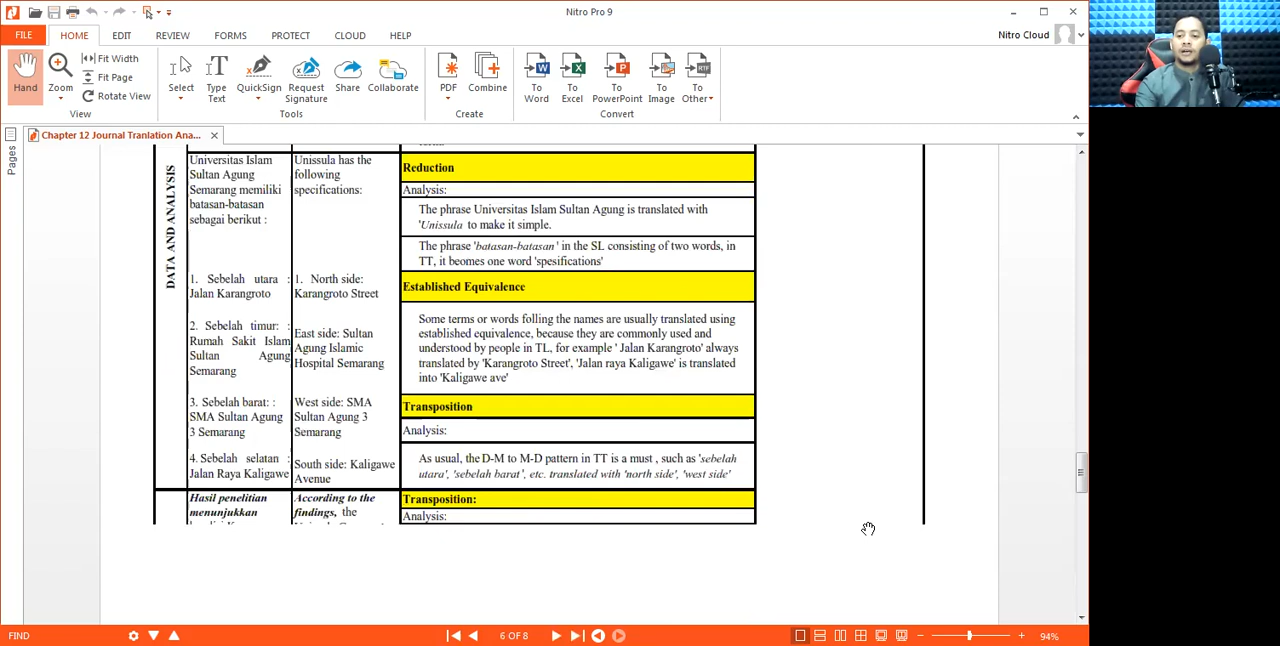 Nitro Pro 9
FILE
HOME
EDIT
REVIEW
FORMS
PROTECT
CLOUD
HELP
Nitro Cloud
Hand
Zoom
Fit Width
Fit Page
Rotate View
View
Select
Type
Text
QuickSign
Request
Signature
Share
Collaborate
Tools
PDF
Combine
Create
To
Word
To
Excel
To
PowerPoint
To
Image
To
Other
Convert
Chapter 12 Journal Tranlation Ana...
Pages
DATA AND ANALYSIS
Universitas Islam
Sultan Agung
Semarang memiliki
batasan-batasan
sebagai berikut :
1. Sebelah utara :
Jalan Karangroto
2. Sebelah timur: :
Rumah Sakit Islam
Sultan Agung
Semarang
3. Sebelah barat: :
SMA Sultan Agung
3 Semarang
4. Sebelah selatan :
Jalan Raya Kaligawe
Unissula has the
following
specifications:
1. North side:
Karangroto Street
East side: Sultan
Agung Islamic
Hospital Semarang
West side: SMA
Sultan Agung 3
Semarang
South side: Kaligawe
Avenue
Reduction
Analysis:
The phrase Universitas Islam Sultan Agung is translated with
'Unissula to make it simple.
The phrase 'batasan-batasan' in the SL consisting of two words, in
TT, it beomes one word 'spesifications'
Established Equivalence
Some terms or words folling the names are usually translated using
established equivalence, because they are commonly used and
understood by people in TL, for example ' Jalan Karangroto' always
translated by 'Karangroto Street', 'Jalan raya Kaligawe' is translated
into 'Kaligawe ave'
Transposition
Analysis:
As usual, the D-M to M-D pattern in TT is a must , such as 'sebelah
utara', 'sebelah barat', etc. translated with 'north side', 'west side'
Hasil penelitian
menunjukkan
According to the
findings, the
Transposition:
Analysis:
FIND
6 OF 8
94%